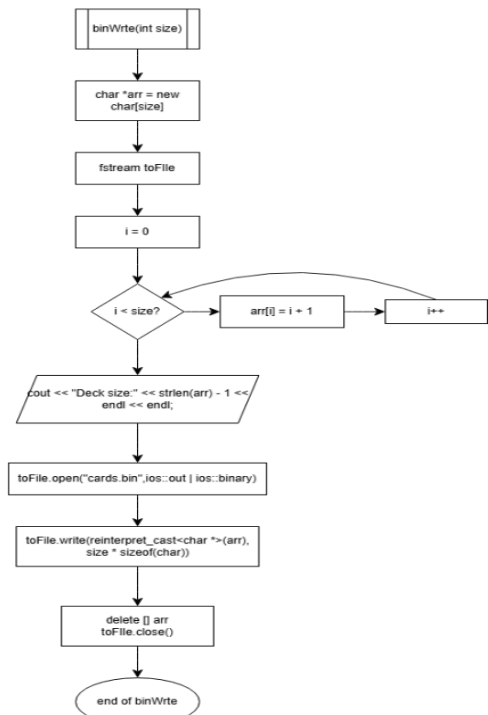 binWrte(int size)
char *arr = new
char[size]
fstream toFIle
i = 0
i < size?
arr[i] = i + 1
i++
cout << "Deck size:" << strlen(arr) - 1 <<
endl << endl;
toFile.open("cards.bin",ios::out | ios::binary)
toFile.write(reinterpret_cast<char *>(arr),
size * sizeof(char))
delete [] arr
toFIle.close()
end of binWrte